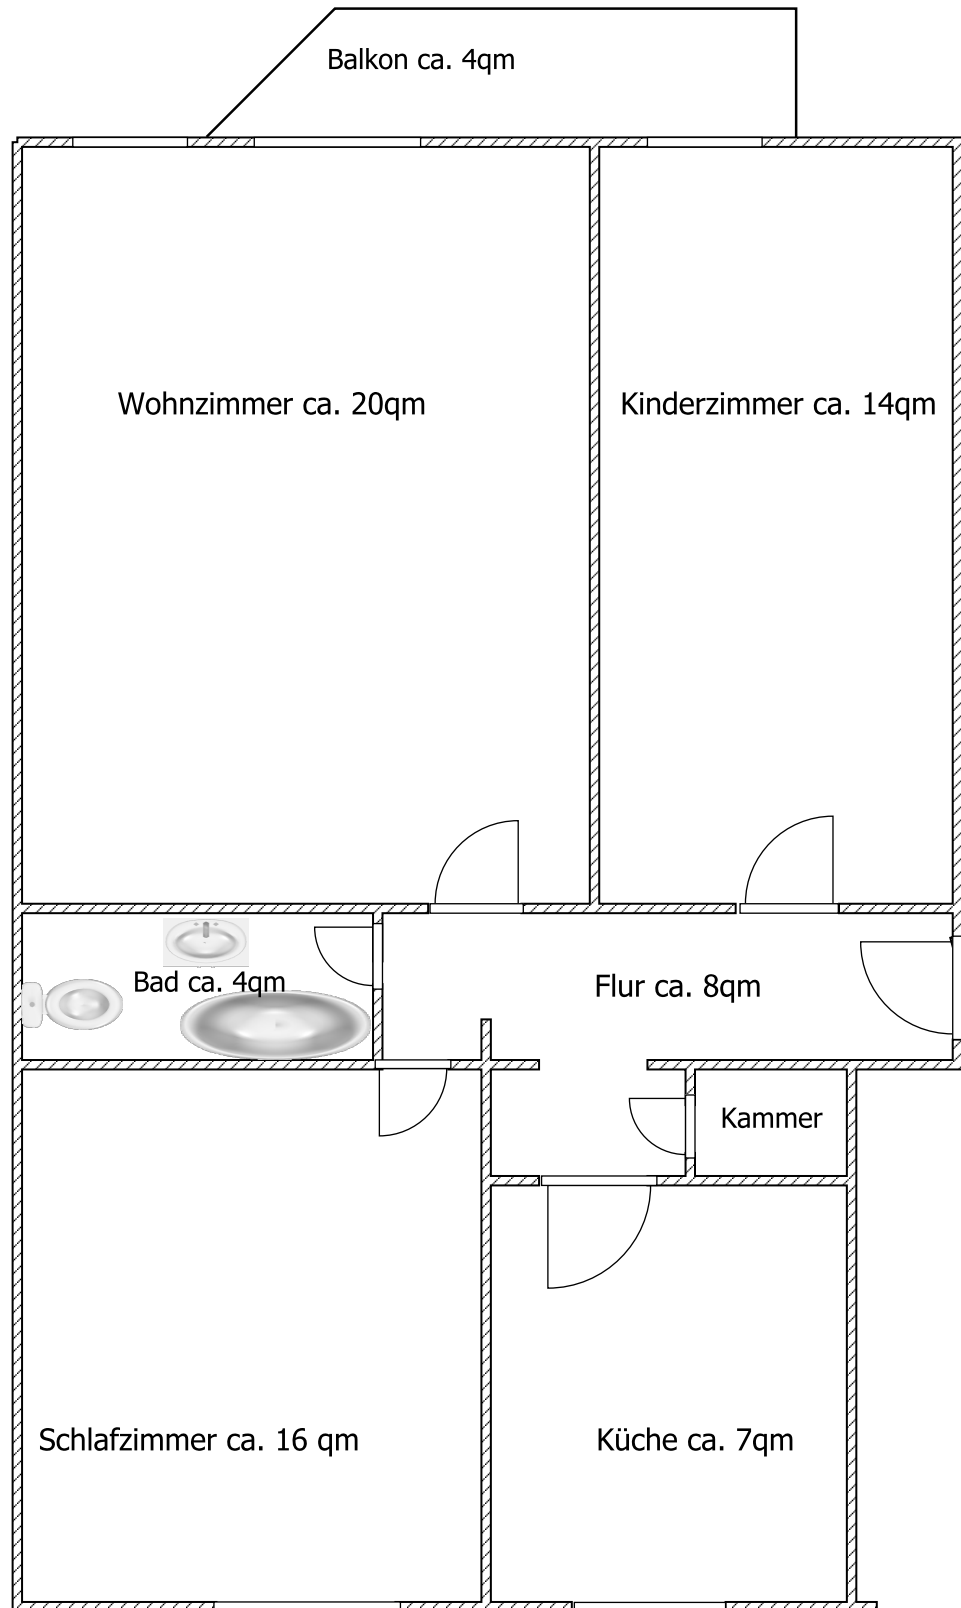 Balkon ca. 4qm
Wohnzimmer ca. 20qm
Kinderzimmer ca. 14qm
Bad ca. 4qm
Flur ca. 8qm
Kammer
Schlafzimmer ca. 16 qm
Küche ca. 7qm